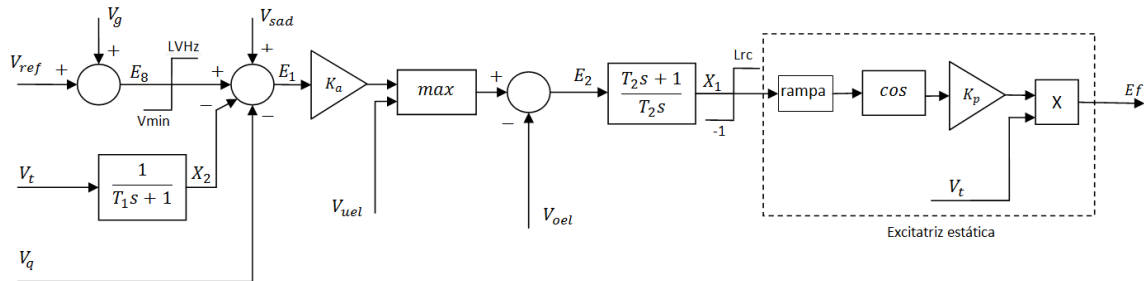 V_g
V_sad
V_ref
+
+
E_8
LVHz
Vmin
+
+
−
−
E_1
K_a
max
+
−
E_2
T_2s + 1
T_2s
X_1
Lrc
-1
rampa
cos
K_p
X
Ef
V_t
1
T_1s + 1
X_2
V_uel
V_oel
V_t
V_q
Excitatriz estática